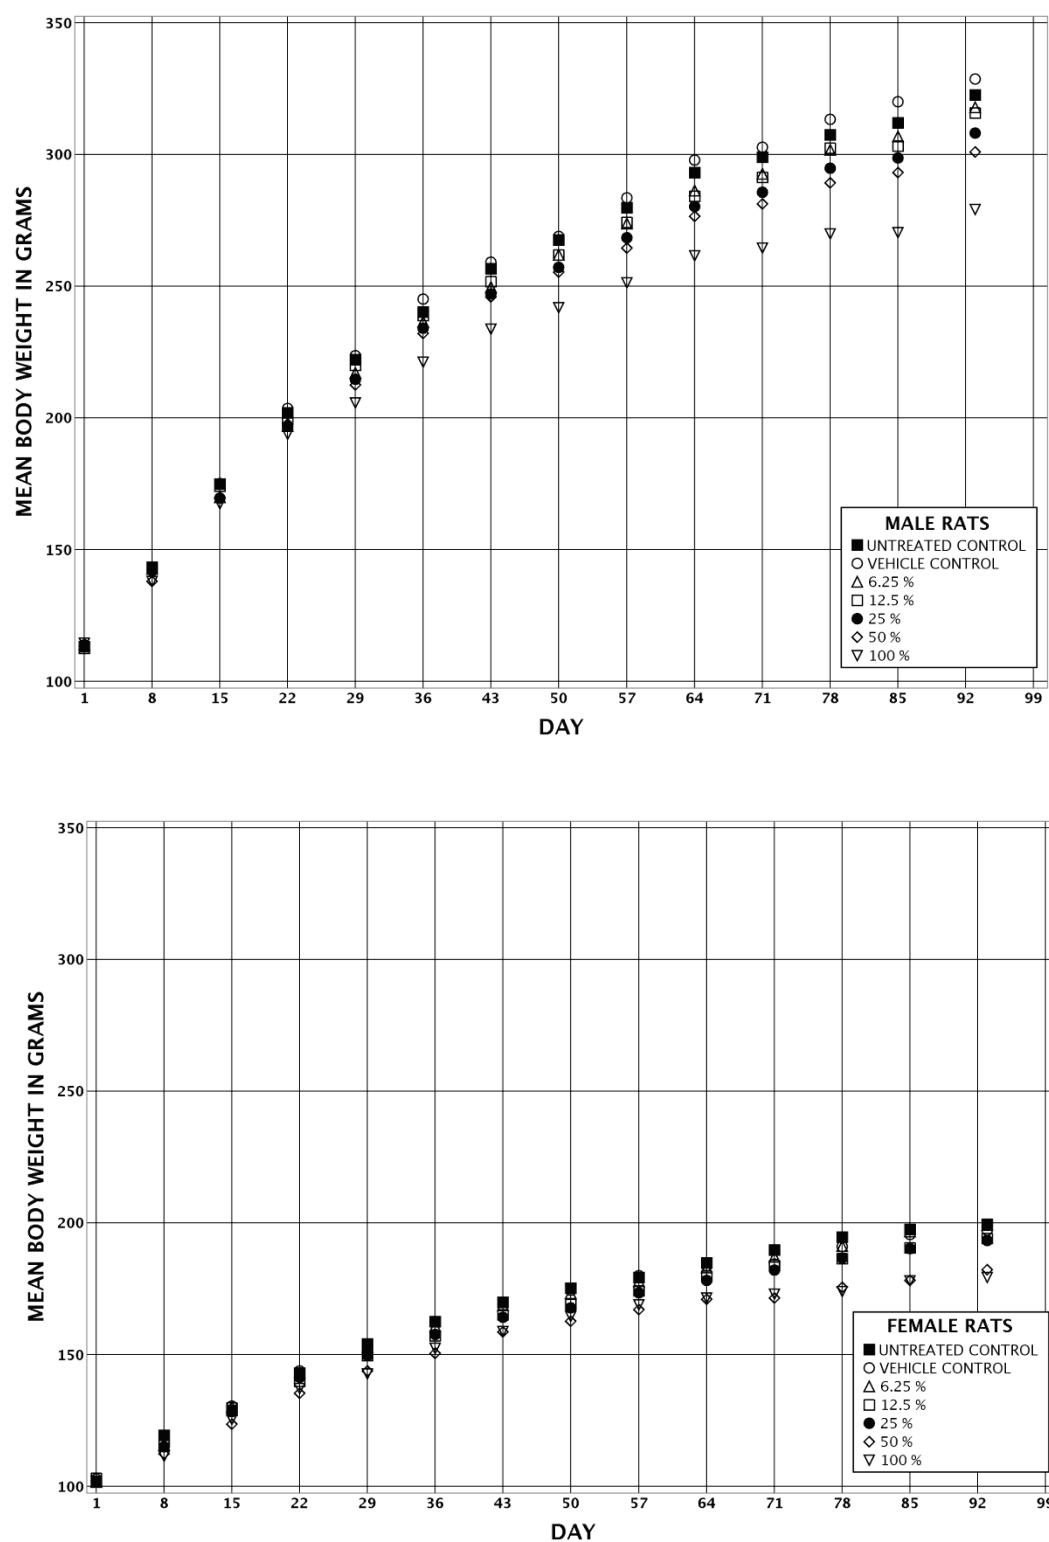 350
300
250
200
150
100
MEAN BODY WEIGHT IN GRAMS
MALE RATS
UNTREATED CONTROL
VEHICLE CONTROL
6.25 %
12.5 %
25 %
50 %
100 %
1 8 15 22 29 36 43 50 57 64 71 78 85 92 99
DAY
350
300
250
200
150
100
MEAN BODY WEIGHT IN GRAMS
FEMALE RATS
UNTREATED CONTROL
VEHICLE CONTROL
6.25 %
12.5 %
25 %
50 %
100 %
1 8 15 22 29 36 43 50 57 64 71 78 85 92 99
DAY